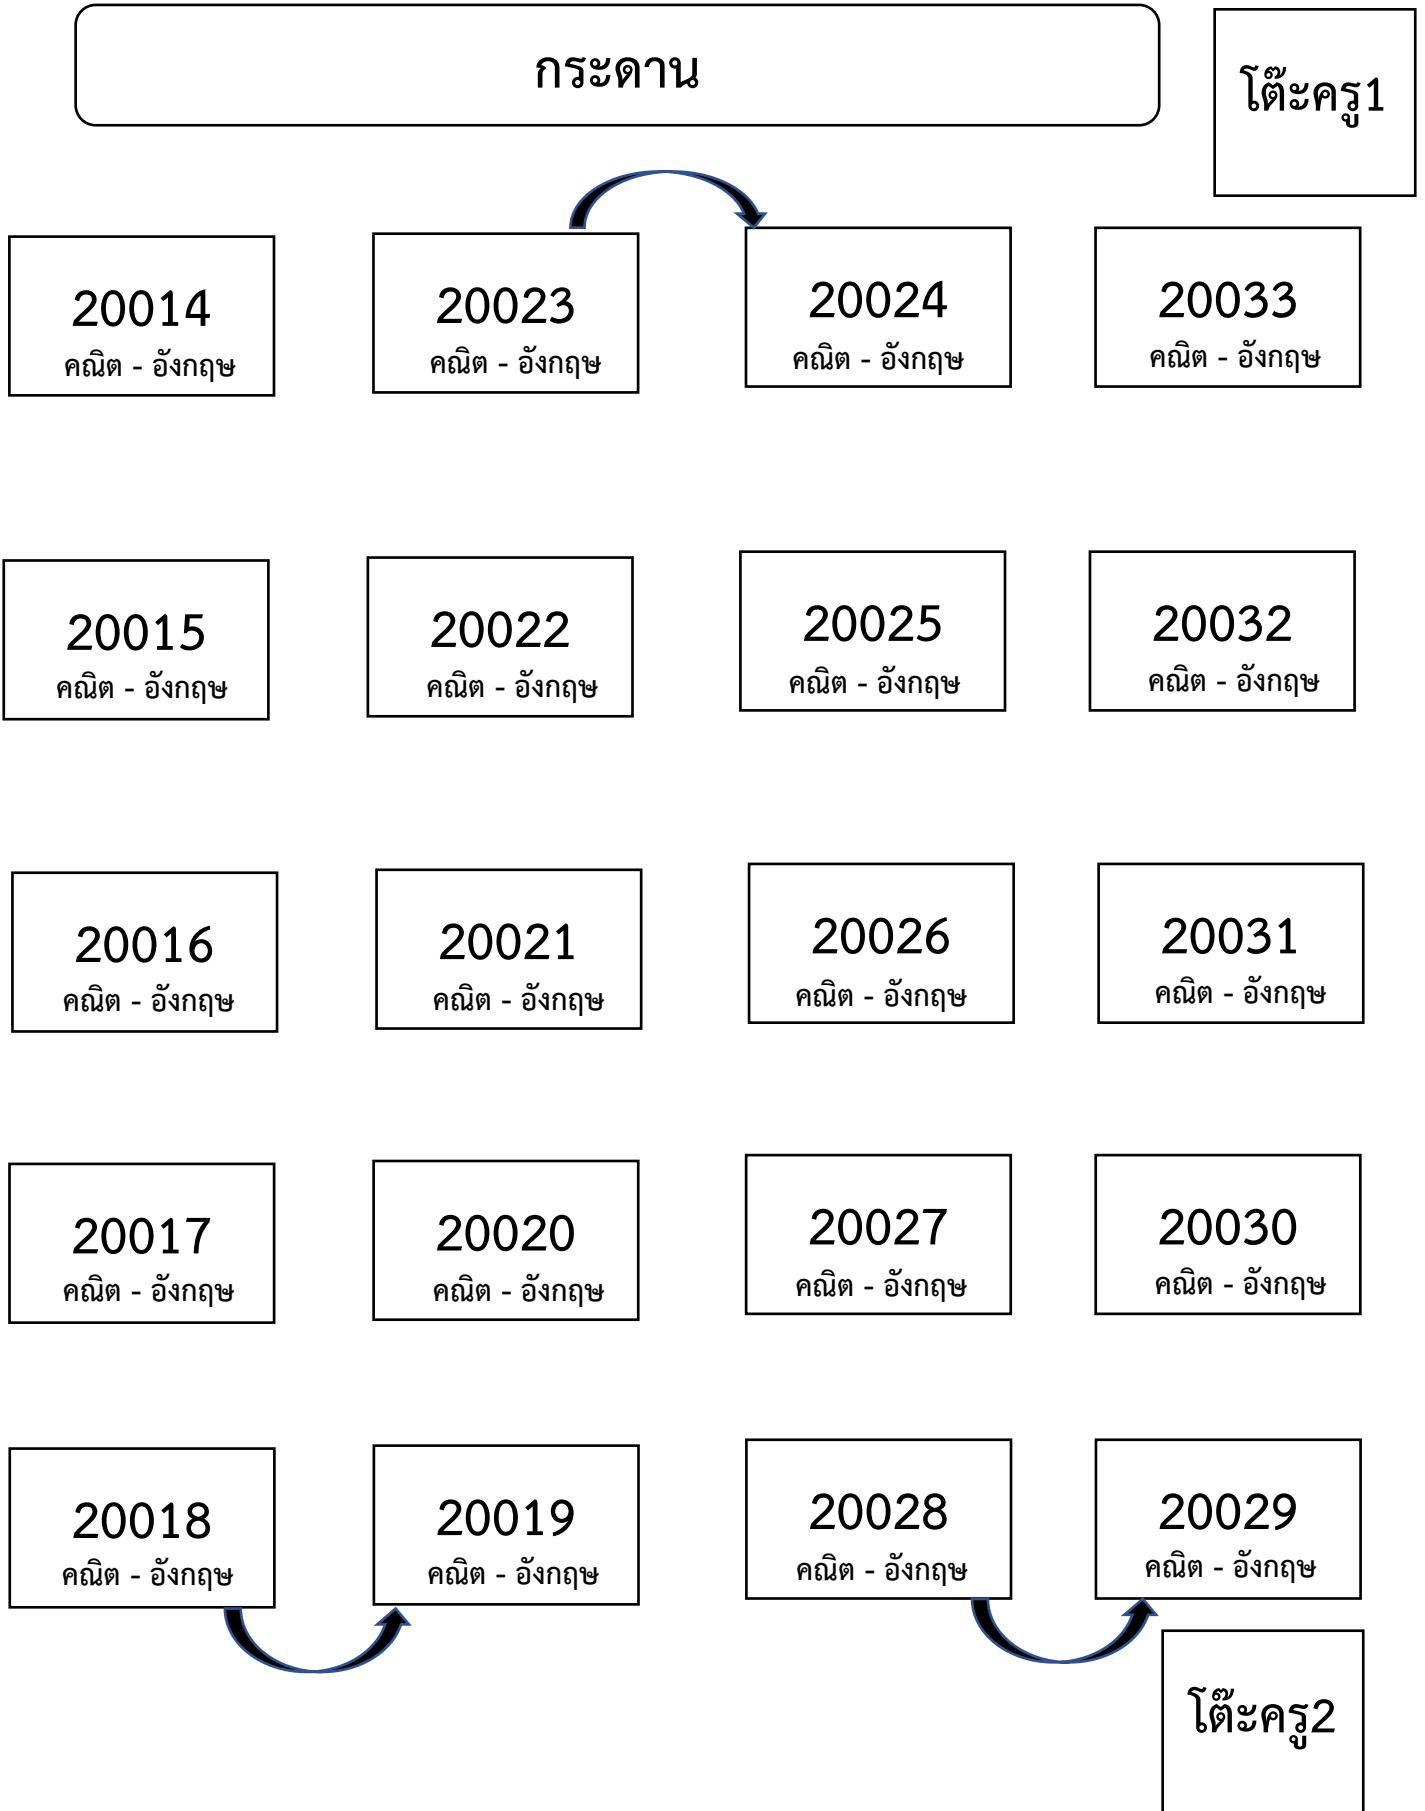 กระดาน
โต๊ะครู1
20014
คณิต - อังกฤษ
20023
คณิต - อังกฤษ
20024
คณิต - อังกฤษ
20033
คณิต - อังกฤษ
20015
คณิต - อังกฤษ
20022
คณิต - อังกฤษ
20025
คณิต - อังกฤษ
20032
คณิต - อังกฤษ
20016
คณิต - อังกฤษ
20021
คณิต - อังกฤษ
20026
คณิต - อังกฤษ
20031
คณิต - อังกฤษ
20017
คณิต - อังกฤษ
20020
คณิต - อังกฤษ
20027
คณิต - อังกฤษ
20030
คณิต - อังกฤษ
20018
คณิต - อังกฤษ
20019
คณิต - อังกฤษ
20028
คณิต - อังกฤษ
20029
คณิต - อังกฤษ
โต๊ะครู2